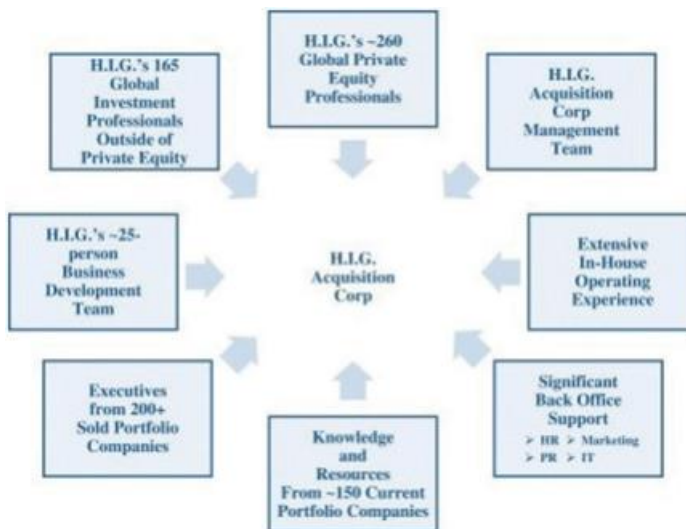 H.I.G.'s 165
Global
Investment
Professionals
Outside of
Private Equity
H.I.G.'s ~260
Global Private
Equity
Professionals
H.I.G.
Acquisition
Corp
Management
Team
H.I.G.'s ~25-
person
Business
Development
Team
H.I.G.
Acquisition
Corp
Extensive
In-House
Operating
Experience
Executives
from 200+
Sold Portfolio
Companies
Knowledge
and
Resources
From ~150 Current
Portfolio Companies
Significant
Back Office
Support
➢ HR ➢ Marketing
➢ PR ➢ IT